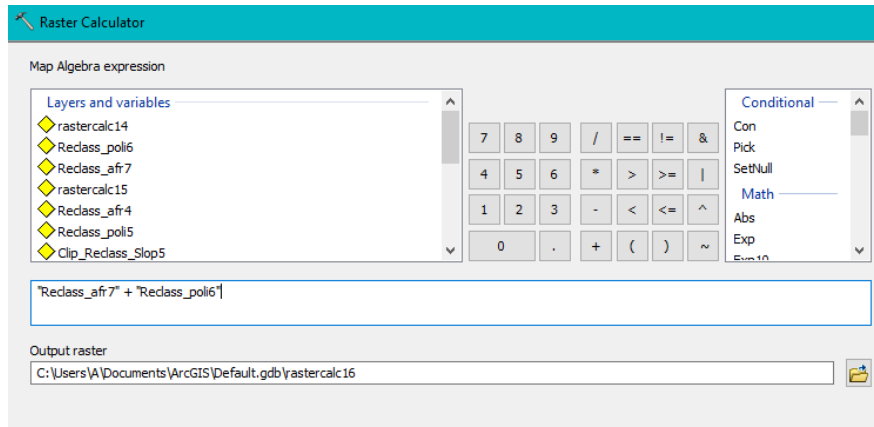 Raster Calculator
Map Algebra expression
Layers and variables
rastercalc14
Reclass_poli6
Reclass_afr7
rastercalc15
Reclass_afr4
Reclass_poli5
Clip_Reclass_Slop5
7 8 9 / == != &
4 5 6 * > >= |
1 2 3 - < <= ^
0 . + ( ) ~
Conditional
Con
Pick
SetNull
Math
Abs
Exp
Exp10
"Reclass_afr7" + "Reclass_poli6"
Output raster
C:\Users\A\Documents\ArcGIS\Default.gdb\rastercalc16